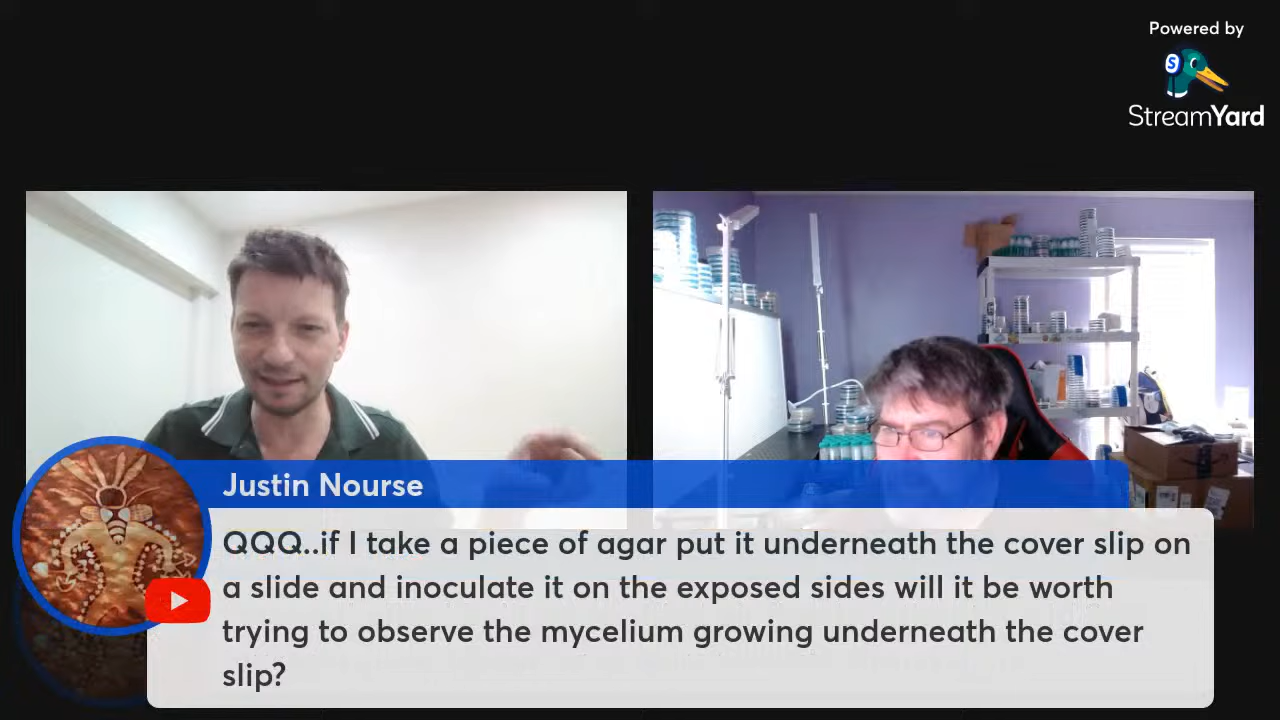 Powered by
S
StreamYard
Justin Nourse
QQQ..if I take a piece of agar put it underneath the cover slip on
a slide and inoculate it on the exposed sides will it be worth
trying to observe the mycelium growing underneath the cover
slip?